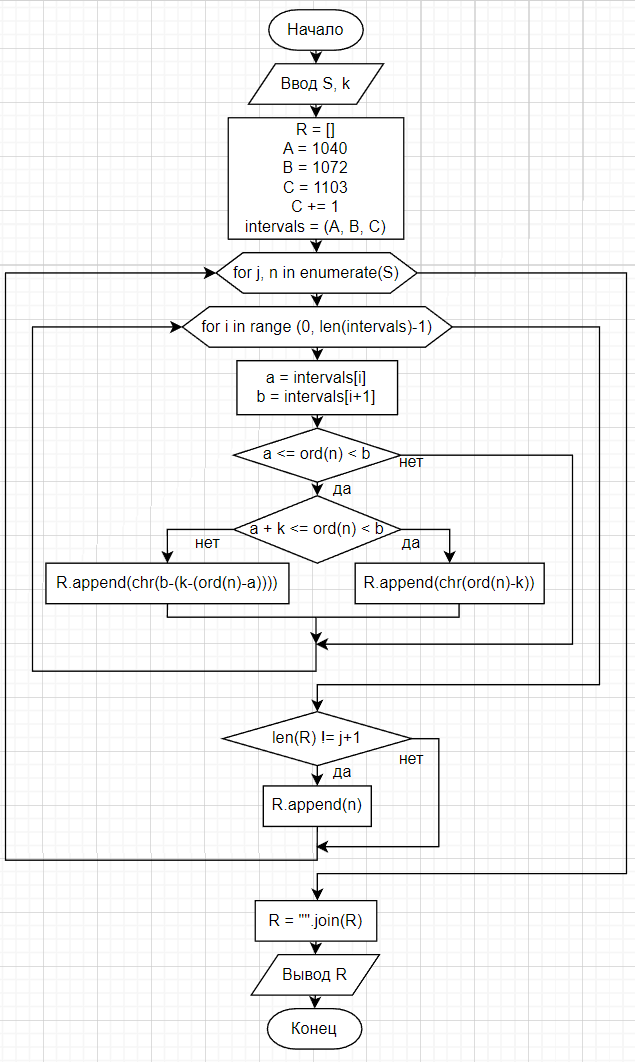 Начало
Ввод S, k
R = []
A = 1040
B = 1072
C = 1103
C += 1
intervals = (A, B, C)
for j, n in enumerate(S)
for i in range (0, len(intervals)-1)
a = intervals[i]
b = intervals[i+1]
a <= ord(n) < b
нет
да
a + k <= ord(n) < b
нет
да
R.append(chr(b-(k-(ord(n)-a))))
R.append(chr(ord(n)-k))
len(R) != j+1
нет
да
R.append(n)
R = "".join(R)
Вывод R
Конец